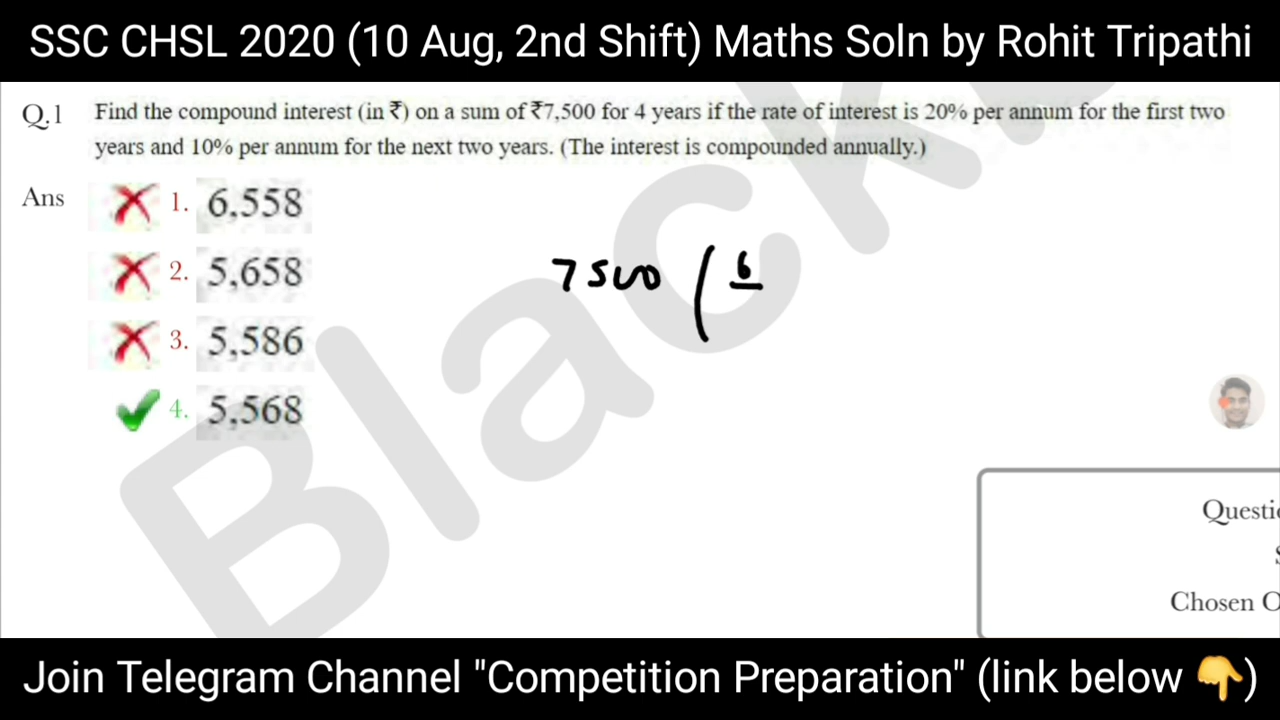 SSC CHSL 2020 (10 Aug, 2nd Shift) Maths Soln by Rohit Tripathi
Q.1 Find the compound interest (in ₹) on a sum of ₹7,500 for 4 years if the rate of interest is 20% per annum for the first two
years and 10% per annum for the next two years. (The interest is compounded annually.)
Ans 1. 6,558
2. 5,658
3. 5,586
4. 5,568
7500 ( 6
Black
Chosen
Join Telegram Channel "Competition Preparation" (link below 👇)